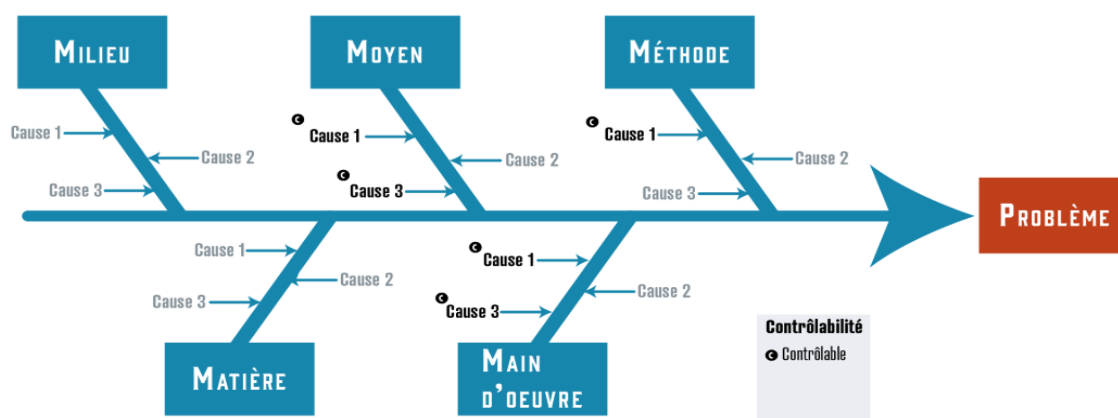 MILIEU
MOYEN
MÉTHODE
Cause 1
Cause 2
Cause 3
C Cause 1
Cause 2
C Cause 3
C Cause 1
Cause 2
Cause 3
PROBLÈME
Cause 1
Cause 2
Cause 3
C Cause 1
Cause 2
C Cause 3
MATIÈRE
MAIN
D'OEUVRE
Contrôlabilité
C Contrôlable